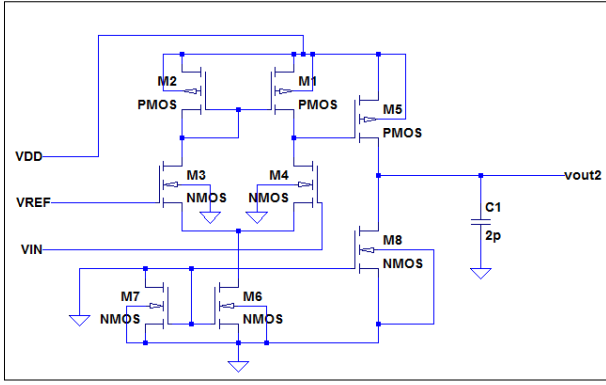 M2
M1
PMOS
PMOS
M5
PMOS
VDD
M3
M4
VREF
NMOS
NMOS
vout2
C1
2p
VIN
M8
NMOS
M7
M6
NMOS
NMOS